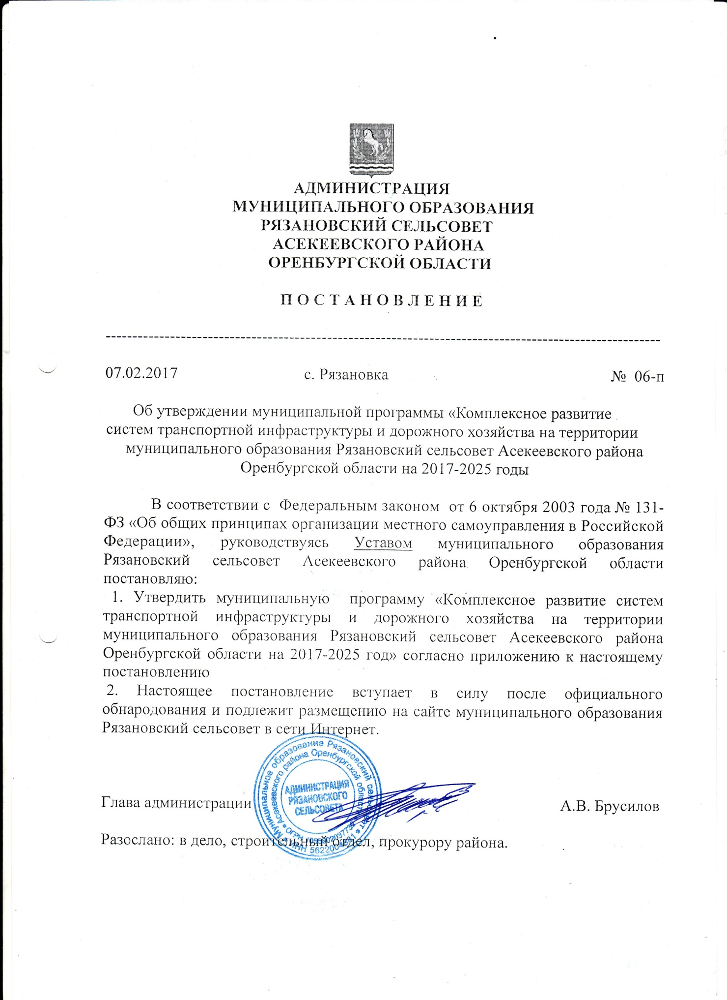 АДМИНИСТРАЦИЯ
МУНИЦИПАЛЬНОГО ОБРАЗОВАНИЯ
РЯЗАНОВСКИЙ СЕЛЬСОВЕТ
АСЕКЕЕВСКОГО РАЙОНА
ОРЕНБУРГСКОЙ ОБЛАСТИ
П О С Т А Н О В Л Е Н И Е
07.02.2017 с. Рязановка № 06-п
Об утверждении муниципальной программы «Комплексное развитие
систем транспортной инфраструктуры и дорожного хозяйства на территории
муниципального образования Рязановский сельсовет Асекеевского района
Оренбургской области на 2017-2025 годы
В соответствии с Федеральным законом от 6 октября 2003 года № 131-
ФЗ «Об общих принципах организации местного самоуправления в Российской
Федерации», руководствуясь Уставом муниципального образования
Рязановский сельсовет Асекеевского района Оренбургской области
постановляю:
1. Утвердить муниципальную программу «Комплексное развитие систем
транспортной инфраструктуры и дорожного хозяйства на территории
муниципального образования Рязановский сельсовет Асекеевского района
Оренбургской области на 2017-2025 год» согласно приложению к настоящему
постановлению
2. Настоящее постановление вступает в силу после официального
обнародования и подлежит размещению на сайте муниципального образования
Рязановский сельсовет в сети Интернет.
Муниципальное образование Рязановский сельсовет
Асекеевского района Оренбургской области
АДМИНИСТРАЦИЯ
РЯЗАНОВСКОГО
СЕЛЬСОВЕТА
ОГРН
ИНН
Глава администрации А.В. Брусилов
Разослано: в дело, строительный отдел, прокурору района.